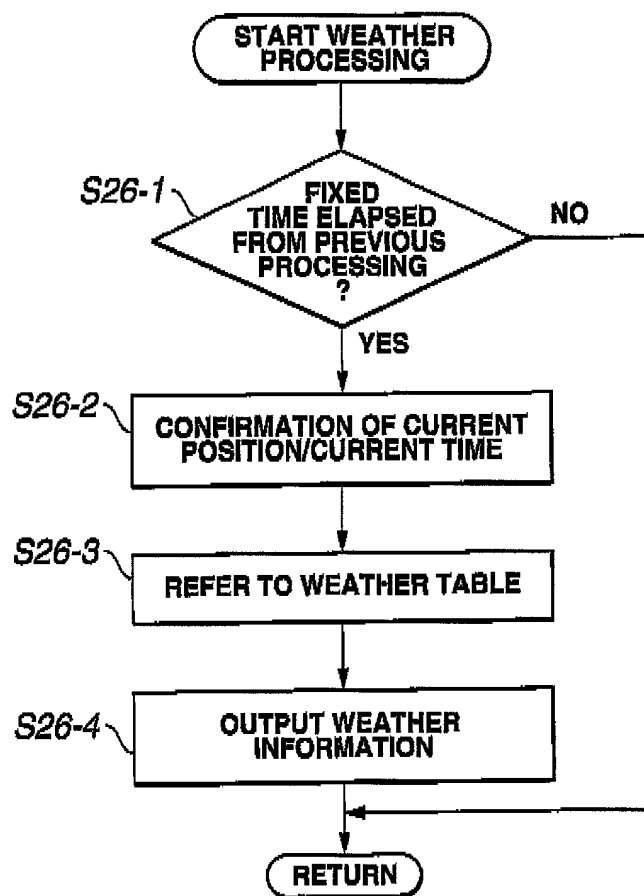 START WEATHER
PROCESSING
S26-1
FIXED
TIME ELAPSED
FROM PREVIOUS
PROCESSING
?
NO
YES
S26-2
CONFIRMATION OF CURRENT
POSITION/CURRENT TIME
S26-3
REFER TO WEATHER TABLE
S26-4
OUTPUT WEATHER
INFORMATION
RETURN